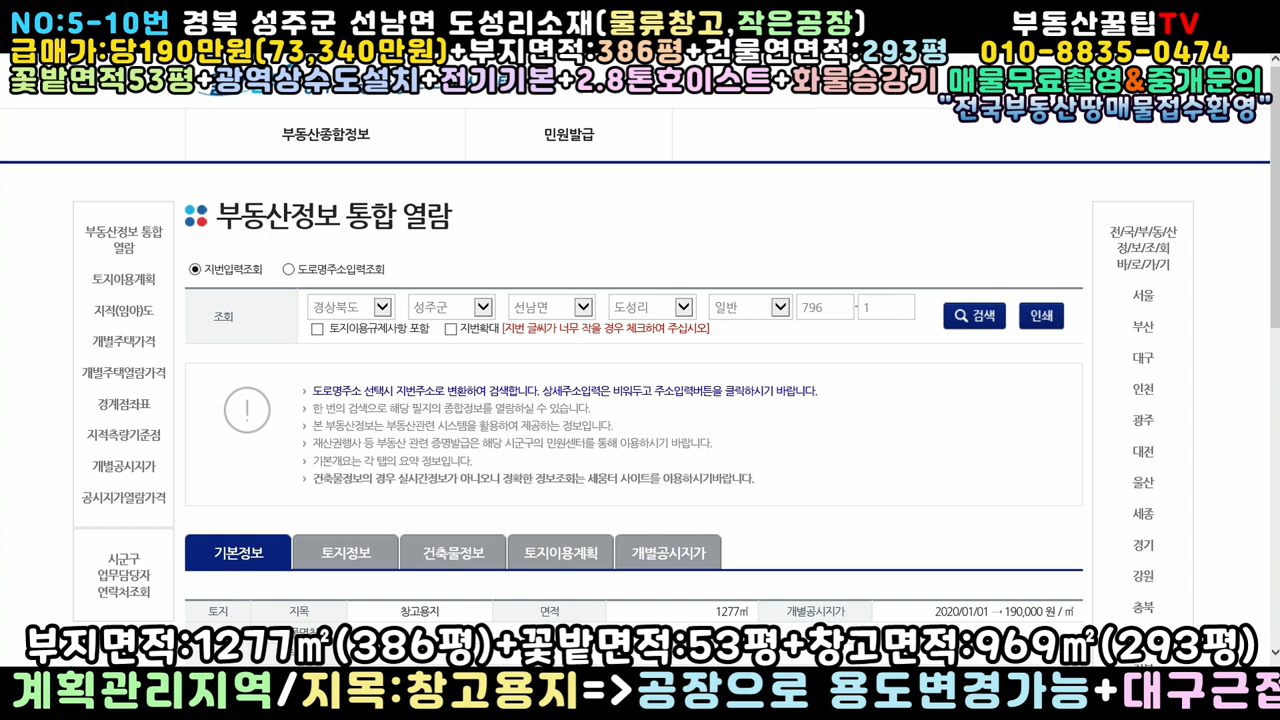 NO:5-10번 경북 성주군 선남면 도성리소재(물류창고,작은공장)
부동산꿀팁TV
급매가:당190만원(73,340만원)+부지면적:386평+건물연면적:293평
010-8835-0474
꽃밭면적53평+광역상수도설치+전기기본+2.8톤호이스트+화물승강기
매물무료촬영&중개문의
"전국부동산땅매물접수환영"
부동산종합정보 민원발급
부동산정보 통합 열람
토지이용계획
지적(임야)도
개별주택가격
개별주택열람가격
경계점좌표
지적측량기준점
개별공시지가
공시지가열람가격
시군구
업무담당자
연락처조회
부동산정보 통합 열람
지번입력조회 도로명주소입력조회
조회 경상북도 성주군 선남면 도성리 일반 796 - 1 검색 인쇄
토지이용규제사항 포함 지번확대 [지번 글씨가 너무 작을 경우 체크하여 주십시오]
› 도로명주소 선택시 지번주소로 변환하여 검색합니다. 상세주소입력은 비워두고 주소입력버튼을 클릭하시기 바랍니다.
› 한 번의 검색으로 해당 필지의 종합정보를 열람하실 수 있습니다.
› 본 부동산정보는 부동산관련 시스템을 활용하여 제공하는 정보입니다.
› 재산권행사 등 부동산 관련 증명발급은 해당 시군구의 민원센터를 통해 이용하시기 바랍니다.
› 기본개요는 각 탭의 요약 정보입니다.
› 건축물정보의 경우 실시간정보가 아니오니 정확한 정보조회는 세움터 사이트를 이용하시기바랍니다.
기본정보 토지정보 건축물정보 토지이용계획 개별공시지가
토지 지목 창고용지 면적 1277㎡ 개별공시지가 2020/01/01 → 190,000 원 / ㎡
전/국/부/동/산
정/보/조/회
바/로/가/기
서울
부산
대구
인천
광주
대전
울산
세종
경기
강원
충북
부지면적:1277㎡(386평)+꽃밭면적:53평+창고면적:969㎡(293평)
계획관리지역/지목:창고용지=>공장으로 용도변경가능+대구근접